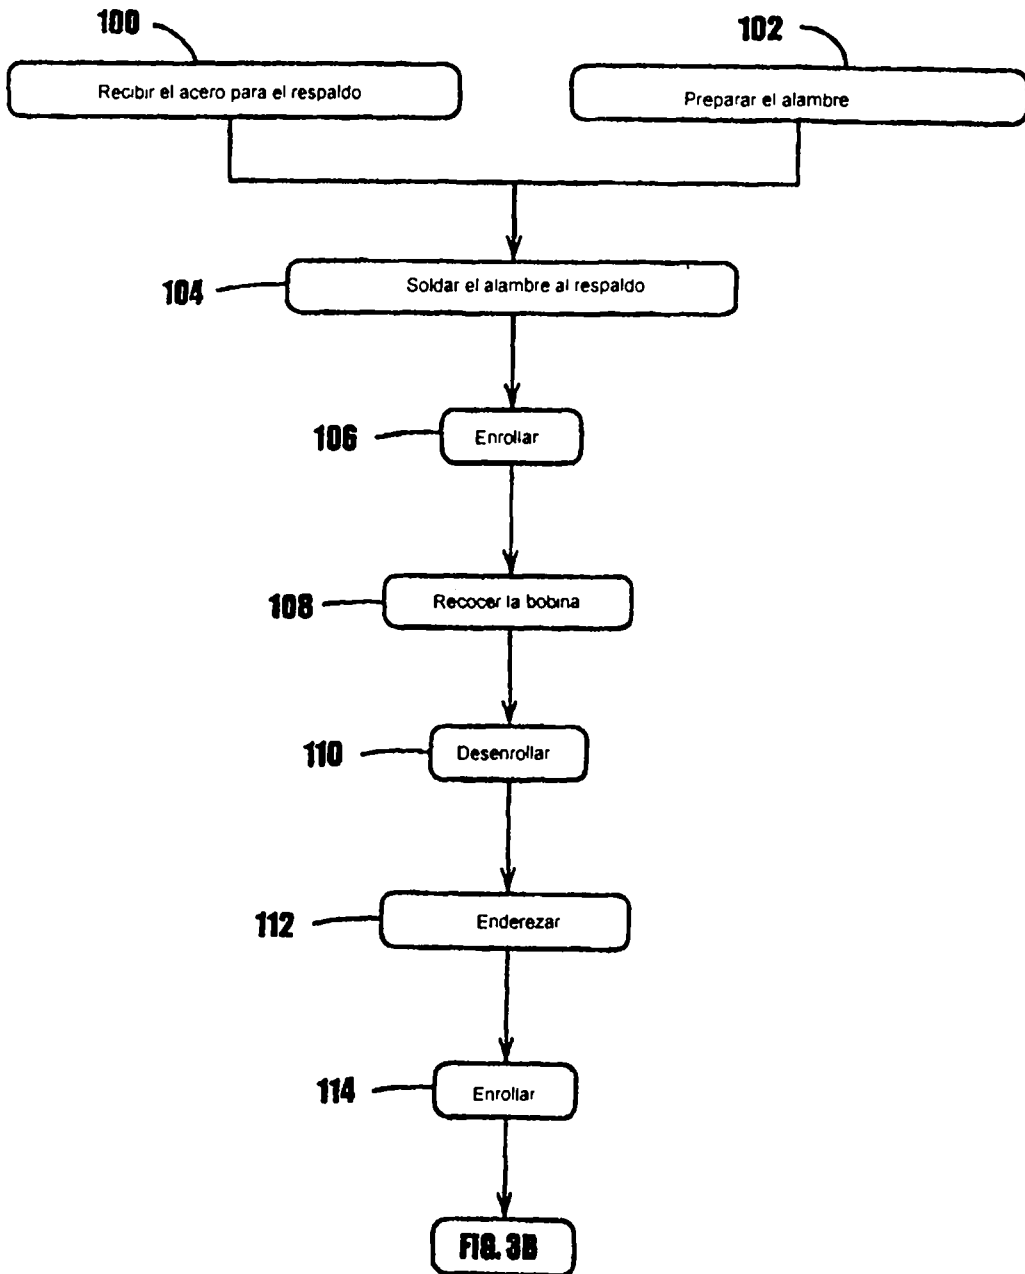 100
102
Recibir el acero para el respaldo
Preparar el alambre
104
Soldar el alambre al respaldo
106
Enrollar
108
Recocer la bobina
110
Desenrollar
112
Enderezar
114
Enrollar
FIG. 3B